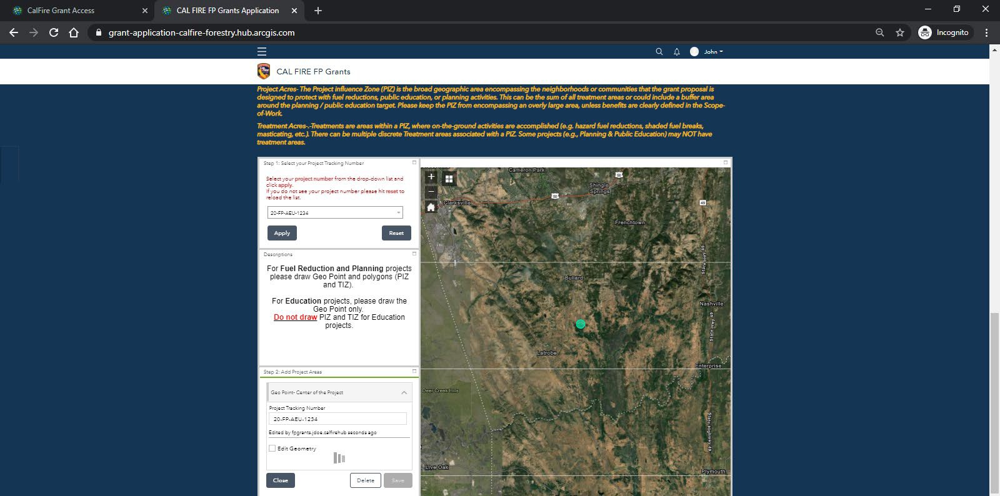 CalFire Grant Access
CAL FIRE FP Grants Application
grant-application-calfire-forestry.hub.arcgis.com
Incognito
John
CAL FIRE FP Grants
Project Acres- The Project Influence Zone (PIZ) is the broad geographic area encompassing the neighborhoods or communities that the grant proposal is
designed to protect with fuel reductions, public education, or planning activities. This can be the sum of all treatment areas or could include a buffer area
around the planning / public education target. Please keep the PIZ from encompassing an overly large area, unless benefits are clearly defined in the Scope-
of-Work.
Treatment Acres-.-Treatments are areas within a PIZ, where on-the-ground activities are accomplished (e.g. hazard fuel reductions, shaded fuel breaks,
masticating, etc.). There can be multiple discrete Treatment areas associated with a PIZ. Some projects (e.g., Planning & Public Education) may NOT have
treatment areas.
Step 1: Select your Project Tracking Number
Select your project number from the drop-down list and
click apply.
If you do not see your project number please hit reset to
reload the list.
20-FP-AEU-1234
Apply
Reset
Descriptions
For Fuel Reduction and Planning projects
please draw Geo Point and polygons (PIZ
and TIZ).
For Education projects, please draw the
Geo Point only.
Do not draw PIZ and TIZ for Education
projects.
Step 2: Add Project Areas
Geo Point- Center of the Project
Project Tracking Number
20-FP-AEU-1234
Edited by fpgrants.jdoe.calfirehub seconds ago
Edit Geometry
Close
Delete
Save
Cameron Park
50
Shingle
Springs
50
Clarksville
49
Frenchtown
State Hwy 49
Bullard
Nashville
State Hwy 49
Latrobe
Enterprise
Deer Creek Hills
State Highway 49
Live Oak
Plymouth